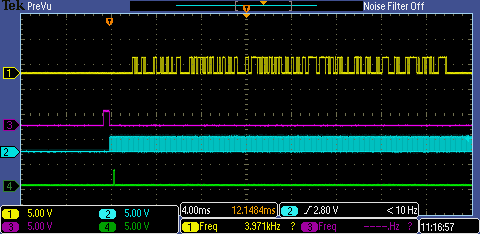 Tek PreVu Noise Filter Off
T
T
1
3
2
4
1 5.00 V 2 5.00 V
3 5.00 V 4 5.00 V
4.00ms 12.1484ms 2 2.80 V < 10 Hz
1 Freq 3.971kHz ? 3 Freq Hz ?
11:16:57